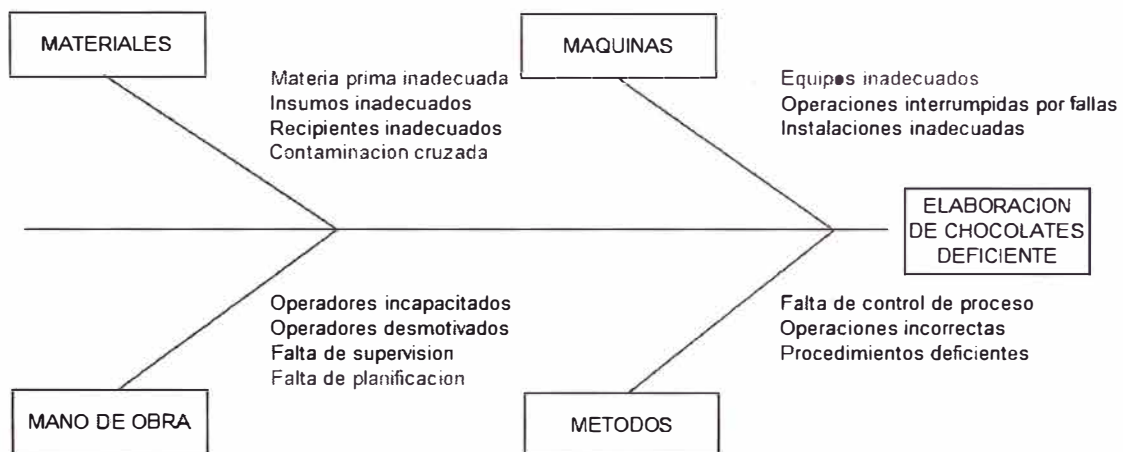 MATERIALES
Materia prima inadecuada
Insumos inadecuados
Recipientes inadecuados
Contaminacion cruzada
MAQUINAS
Equipos inadecuados
Operaciones interrumpidas por fallas
Instalaciones inadecuadas
ELABORACION
DE CHOCOLATES
DEFICIENTE
MANO DE OBRA
Operadores incapacitados
Operadores desmotivados
Falta de supervision
Falta de planificacion
METODOS
Falta de control de proceso
Operaciones incorrectas
Procedimientos deficientes